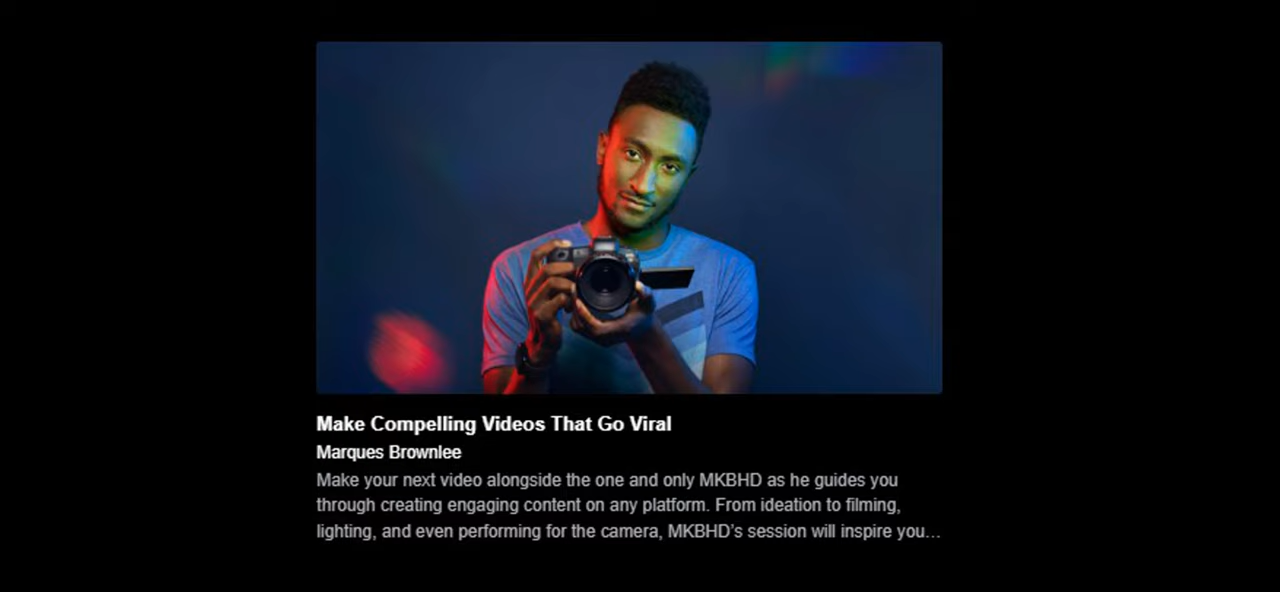 Make Compelling Videos That Go Viral
Marques Brownlee
Make your next video alongside the one and only MKBHD as he guides you
through creating engaging content on any platform. From ideation to filming,
lighting, and even performing for the camera, MKBHD’s session will inspire you…